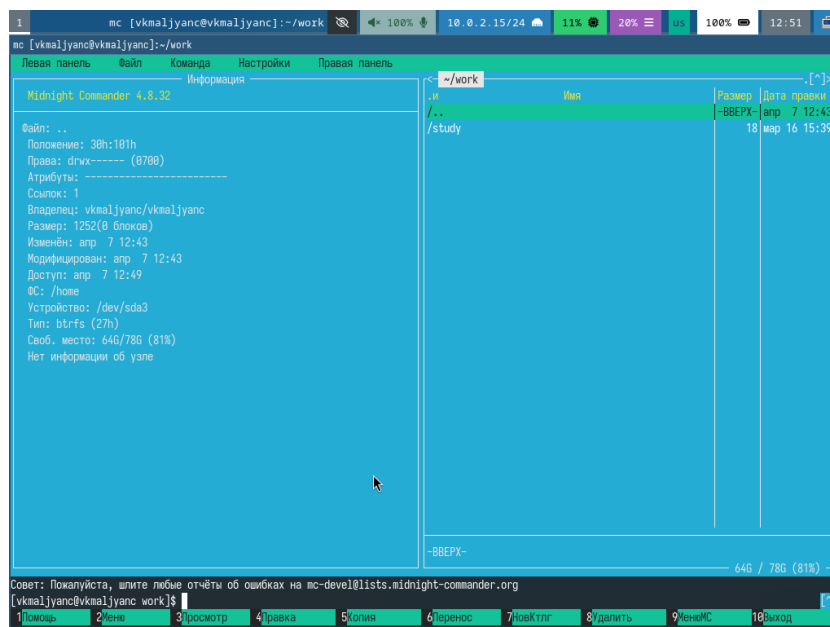 1 mc [vkmaljyanc@vkmaljyanc]:~/work 100% 10.0.2.15/24 11% 20% us 100% 12:51
mc [vkmaljyanc@vkmaljyanc]:~/work
Левая панель Файл Команда Настройки Правая панель
Информация
Midnight Commander 4.8.32
Файл: ..
Положение: 30h:101h
Права: drwx------ (0700)
Атрибуты: -------------------------
Ссылок: 1
Владелец: vkmaljyanc/vkmaljyanc
Размер: 1252(0 блоков)
Изменён: апр 7 12:43
Модифицирован: апр 7 12:43
Доступ: апр 7 12:49
ФС: /home
Устройство: /dev/sda3
Тип: btrfs (27h)
Своб. место: 64G/78G (81%)
Нет информации об узле
<- ~/work .[^]>
.и Имя Размер Дата правки
/.. -ВВЕРХ- апр 7 12:43
/study 18 мар 16 15:39
-ВВЕРХ-
64G / 78G (81%)
Совет: Пожалуйста, шлите любые отчёты об ошибках на mc-devel@lists.midnight-commander.org
[vkmaljyanc@vkmaljyanc work]$ [^
1Помощь 2Меню 3Просмотр 4Правка 5Копия 6Перенос 7НовКтлг 8Удалить 9МенюМС 10Выход